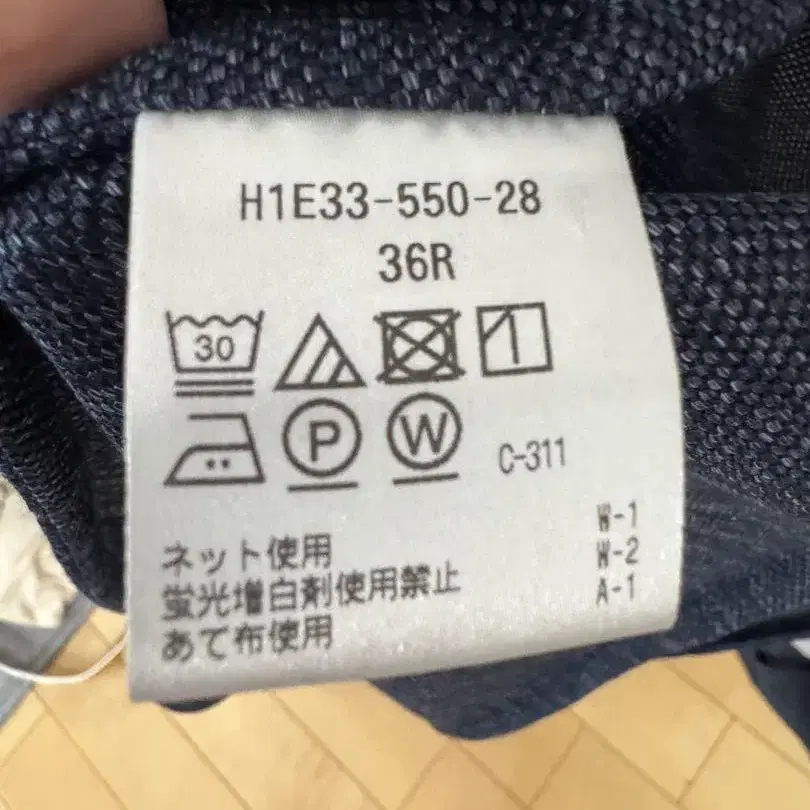 H1E33-550-28
36R
30
P W C-311
W-1
W-2
A-1
ネット使用
蛍光増白剤使用禁止
あて布使用